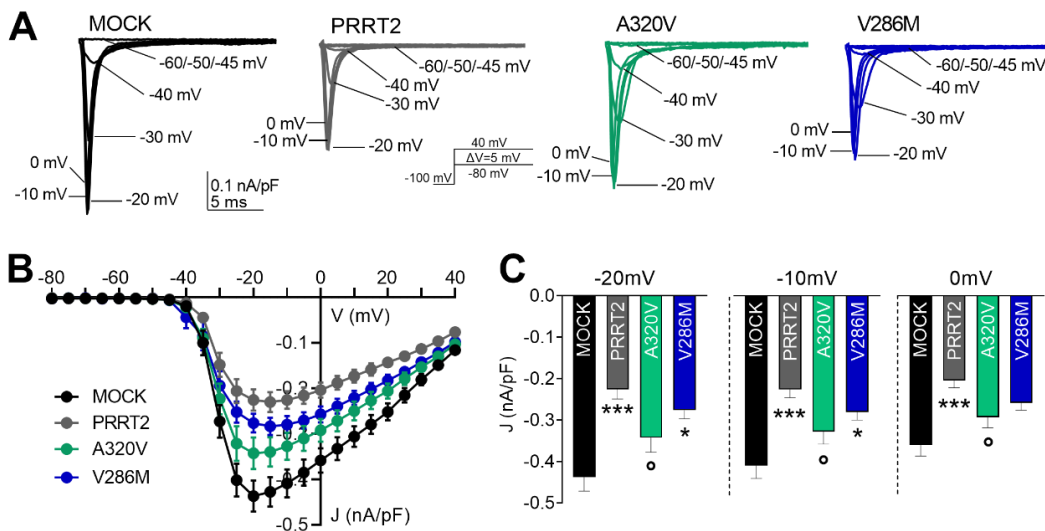 A
MOCK
PRRT2
A320V
V286M
-60/-50/-45 mV
-40 mV
-30 mV
0 mV
-10 mV
-20 mV
0.1 nA/pF
5 ms
-60/-50/-45 mV
-40 mV
-30 mV
0 mV
-10 mV
-20 mV
-100 mV
40 mV
ΔV=5 mV
-80 mV
-60/-50/-45 mV
-40 mV
-30 mV
0 mV
-10 mV
-20 mV
-60/-50/-45 mV
-40 mV
-30 mV
0 mV
-10 mV
-20 mV
B
-80 -60 -40 -20 0 20 40
V (mV)
-0.1
-0.5
J (nA/pF)
MOCK
PRRT2
A320V
V286M
C
-20mV -10mV 0mV
J (nA/pF)
0.0
-0.1
-0.2
-0.3
-0.4
-0.5
MOCK PRRT2 A320V V286M
MOCK PRRT2 A320V V286M
MOCK PRRT2 A320V V286M
*** *
*** *
***